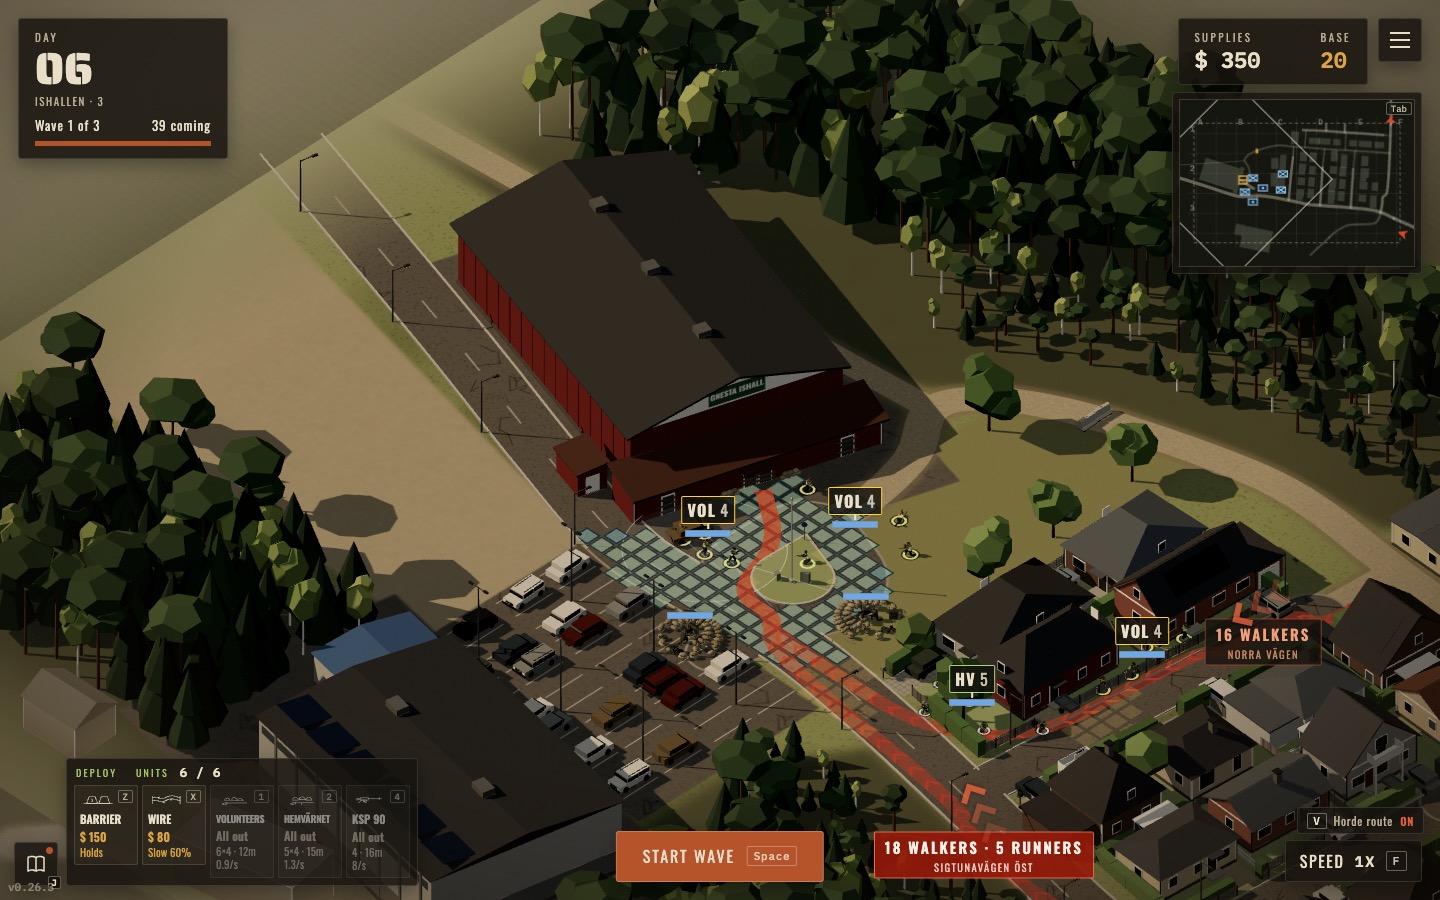 DAY
06
ISHALLEN · 3
Wave 1 of 3 39 coming
SUPPLIES BASE
$ 350 20
Tab
A B C D E F
2
3
GNESTA ISHALL
VOL 4
VOL 4
VOL 4
HV 5
16 WALKERS
NORRA VÄGEN
DEPLOY UNITS 6 / 6
Z
BARRIER
$ 150
Holds
X
WIRE
$ 80
Slow 60%
1
VOLUNTEERS
All out
6×4 · 12m
0.9/s
2
HEMVÄRNET
All out
5×4 · 15m
1.3/s
4
KSP 90
All out
4 · 16m
8/s
J
START WAVE Space
18 WALKERS · 5 RUNNERS
SIGTUNAVÄGEN ÖST
V Horde route ON
SPEED 1X F